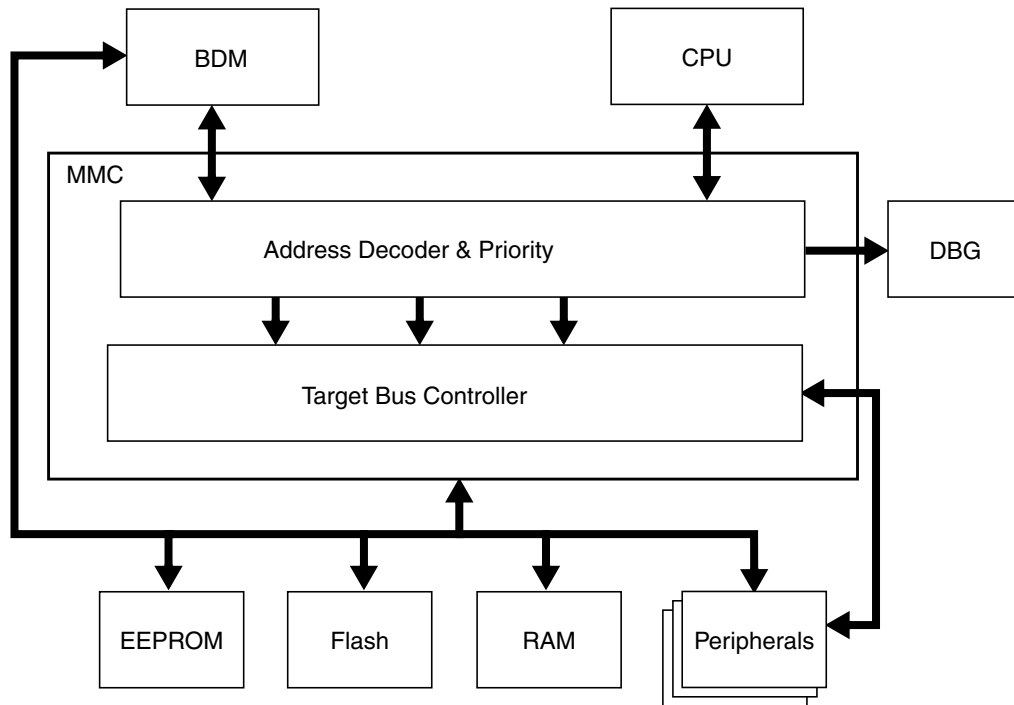 BDM
CPU
MMC
Address Decoder & Priority
DBG
Target Bus Controller
EEPROM
Flash
RAM
Peripherals